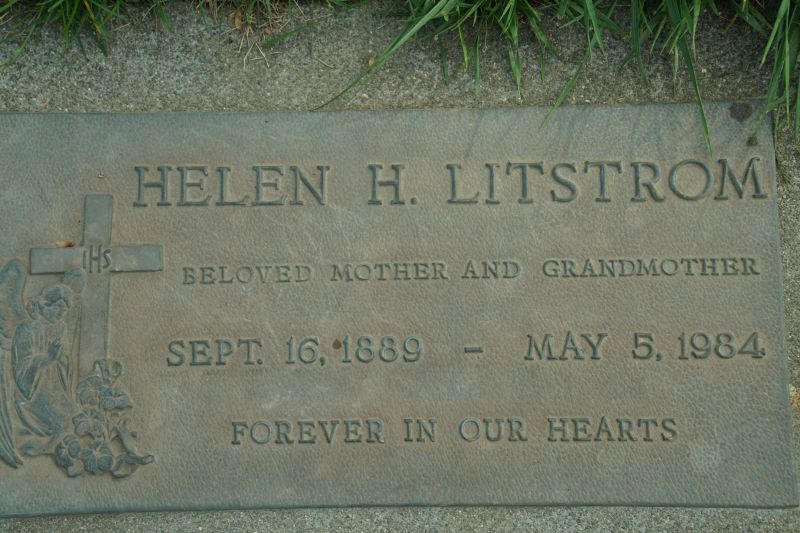 HELEN H. LITSTROM
IHS
BELOVED MOTHER AND GRANDMOTHER
SEPT. 16, 1889 - MAY 5, 1984
FOREVER IN OUR HEARTS